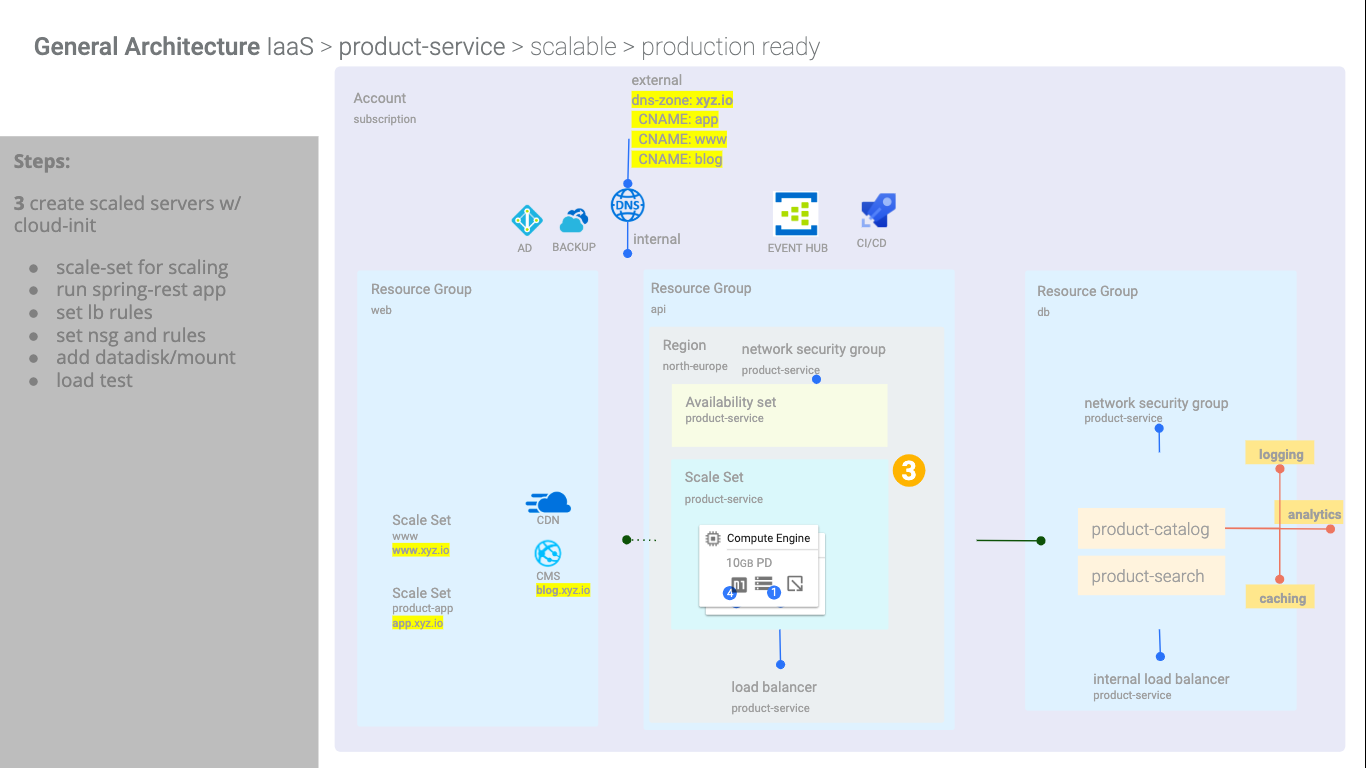 General Architecture IaaS > product-service > scalable > production ready
Steps:
3 create scaled servers w/
cloud-init
● scale-set for scaling
● run spring-rest app
● set lb rules
● set nsg and rules
● add datadisk/mount
● load test
Account
subscription
external
dns-zone: xyz.io
CNAME: app
CNAME: www
CNAME: blog
DNS
internal
AD
BACKUP
EVENT HUB
CI/CD
Resource Group
web
Scale Set
www
www.xyz.io
Scale Set
product-app
app.xyz.io
CDN
CMS
blog.xyz.io
Resource Group
api
Region
north-europe
network security group
product-service
Availability set
product-service
3
Scale Set
product-service
Compute Engine
10GB PD
4
1
load balancer
product-service
Resource Group
db
network security group
product-service
logging
analytics
product-catalog
product-search
caching
internal load balancer
product-service